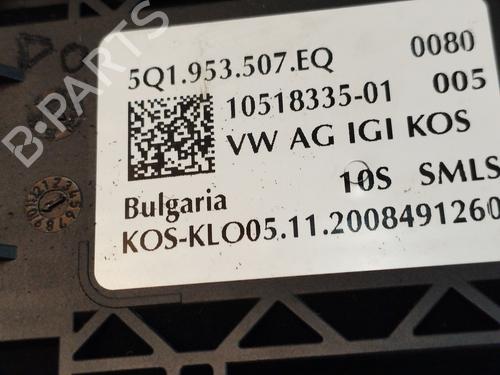 5Q1.953.507.EQ 0080
10518335-01 005
VW AG IGI KOS
10S SMLS
Bulgaria
KOS-KLO05.11.2008491260
B-PARTS